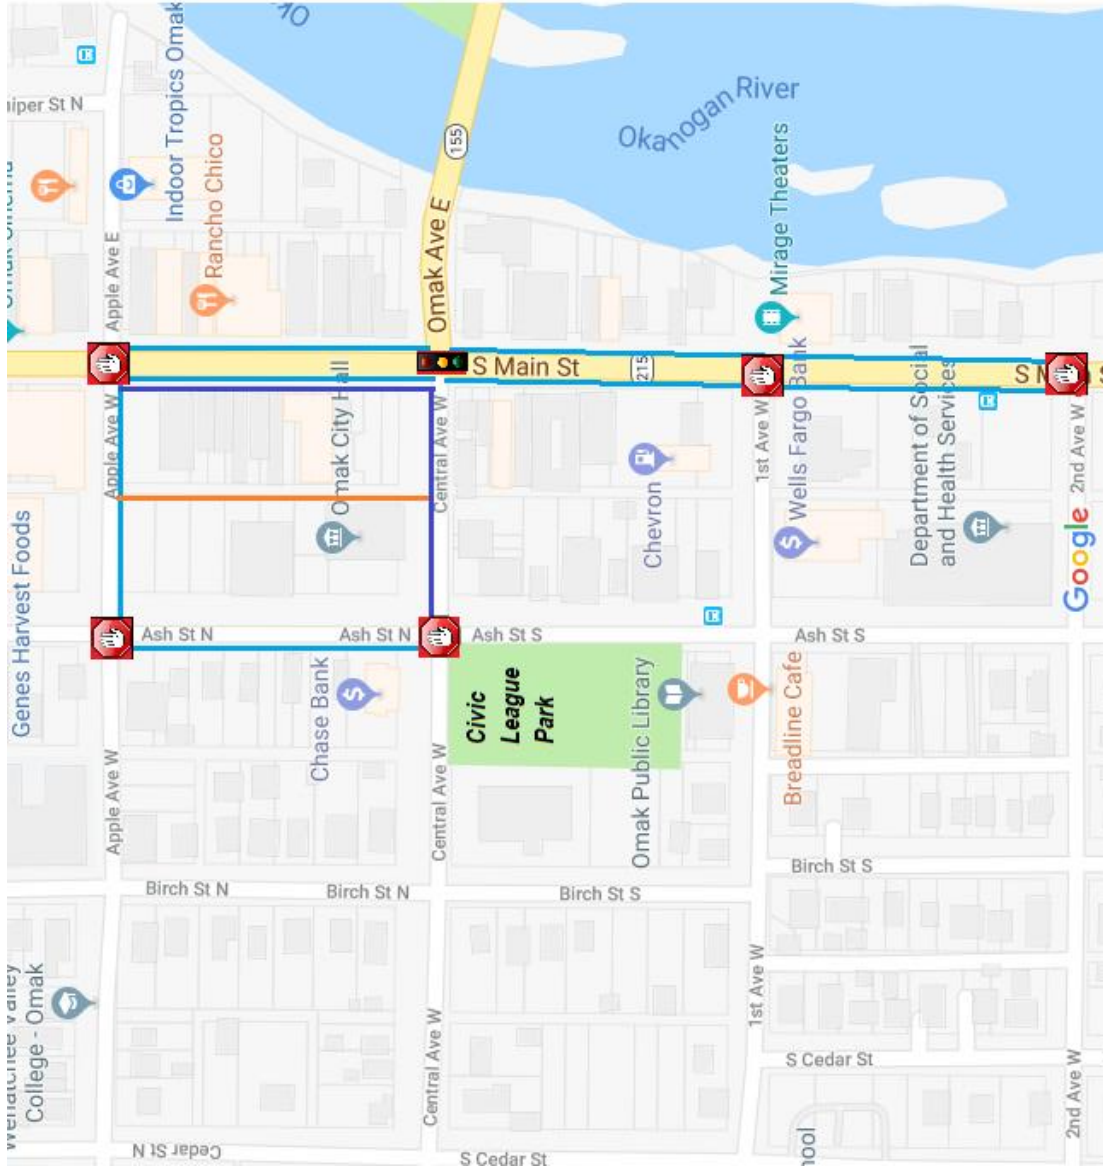 Okanogan River
155
Indoor Tropics Omak
Rancho Chico
Apple Ave E
Omak Ave E
Mirage Theaters
S Main St
215
Omak City Hall
Apple Ave W
Central Ave W
Chevron
1st Ave W
Wells Fargo Bank
Department of Social
and Health Services
2nd Ave W
Google
Genes Harvest Foods
Ash St N
Ash St N
Ash St S
Ash St S
Chase Bank
Civic
League
Park
Omak Public Library
Breadline Cafe
Apple Ave W
Central Ave W
Birch St N
Birch St N
Birch St S
Birch St S
College - Omak
1st Ave W
Central Ave W
S Cedar St
2nd Ave W
Cedar St N
S Cedar St